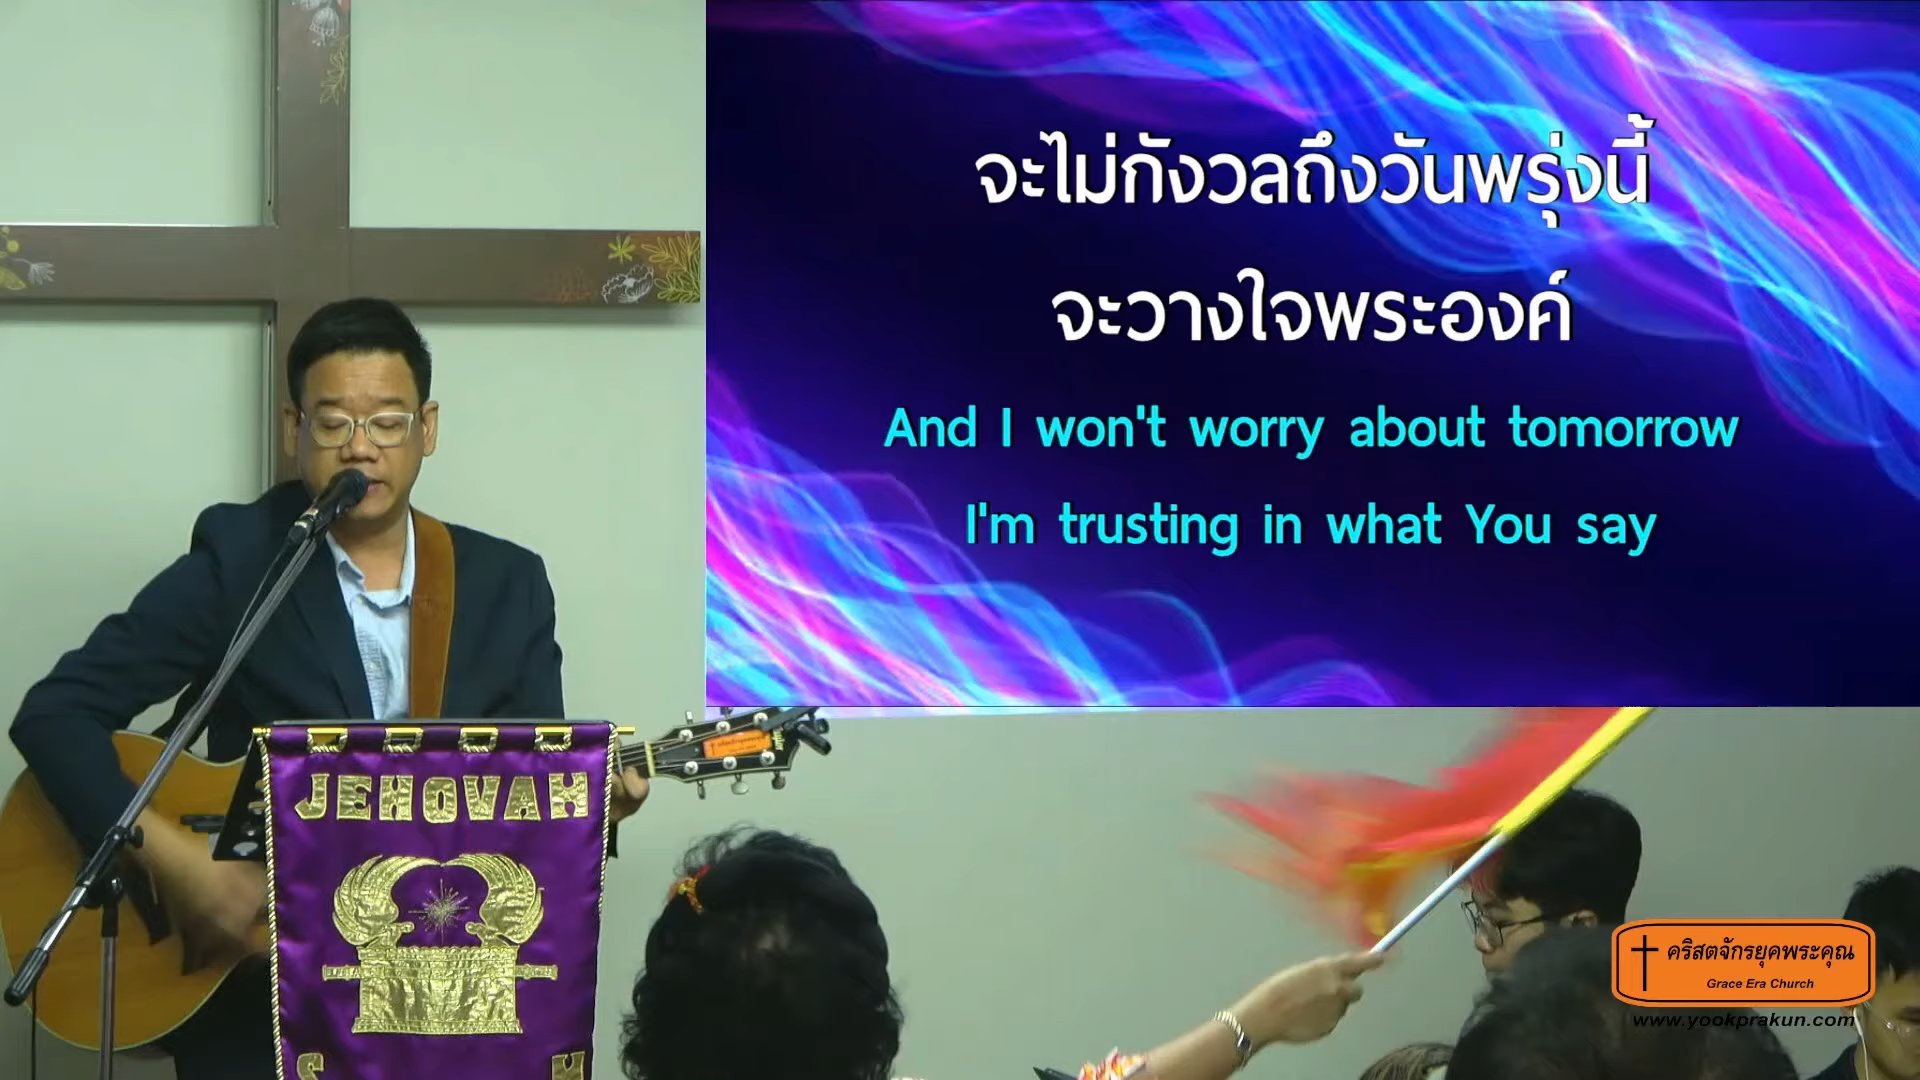 จะไม่กังวลถึงวันพรุ่งนี้
จะวางใจพระองค์
And I won't worry about tomorrow
I'm trusting in what You say
JEHOVAH
คริสตจักรยุคพระคุณ
Grace Era Church
www.yookprakun.com